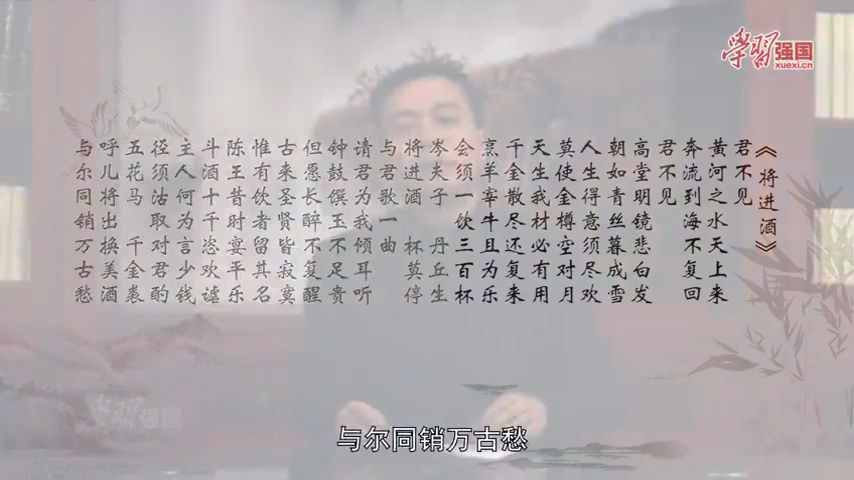 学習强国
xuexi.cn
《将进酒》
君不见
黄河之水天上来
奔流到海不复回
君不见
高堂明镜悲白发
朝如青丝暮成雪
人生得意须尽欢
莫使金樽空对月
天生我材必有用
千金散尽还复来
烹羊宰牛且为乐
会须一饮三百杯
岑夫子 丹丘生
将进酒 杯莫停
与君歌一曲
请君为我倾耳听
钟鼓馔玉不足贵
但愿长醉不复醒
古来圣贤皆寂寞
惟有饮者留其名
陈王昔时宴平乐
斗酒十千恣欢谑
主人何为言少钱
径须沽取对君酌
五花马 千金裘
呼儿将出换美酒
与尔同销万古愁
学習强国
与尔同销万古愁